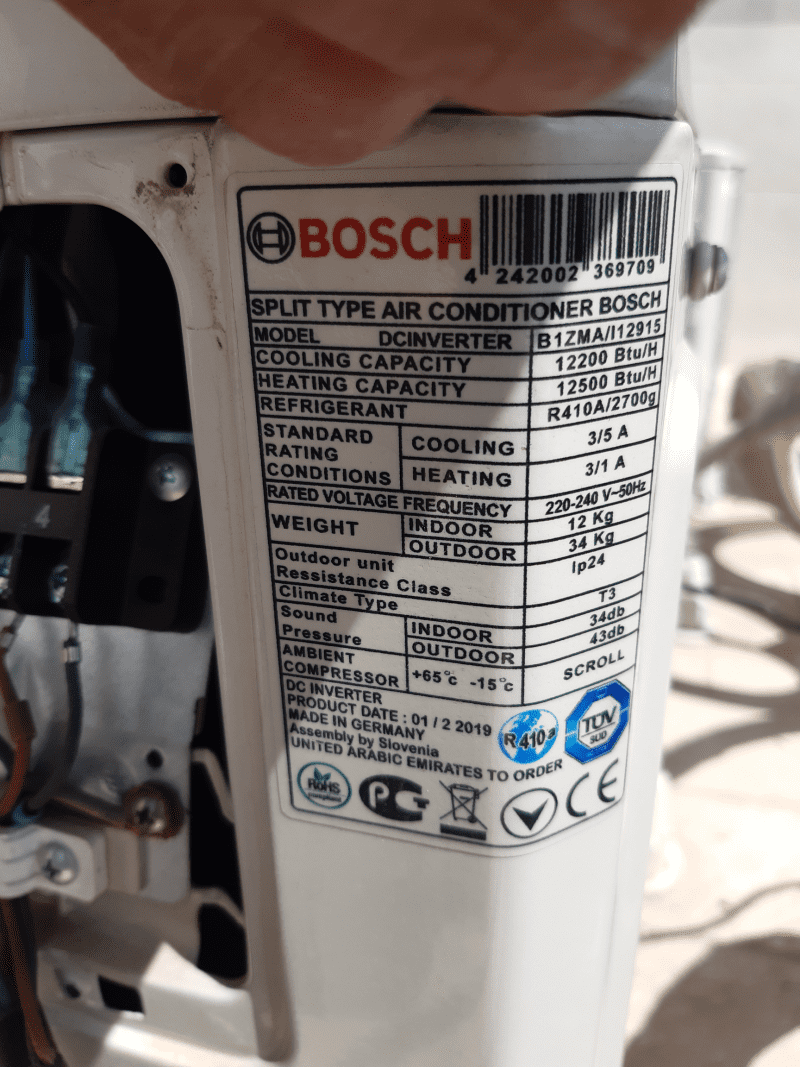 BOSCH
4 242002 369709
SPLIT TYPE AIR CONDITIONER BOSCH
MODEL DCINVERTER B1ZMA/I12915
COOLING CAPACITY 12200 Btu/H
HEATING CAPACITY 12500 Btu/H
REFRIGERANT R410A/2700g
STANDARD RATING CONDITIONS COOLING 3/5 A
HEATING 3/1 A
RATED VOLTAGE FREQUENCY 220-240 V~50Hz
WEIGHT INDOOR 12 Kg
OUTDOOR 34 Kg
Outdoor unit Ressistance Class Ip24
Climate Type T3
Sound Pressure INDOOR 34db
OUTDOOR 43db
AMBIENT COMPRESSOR +65°c -15°c SCROLL
DC INVERTER
PRODUCT DATE : 01 / 2 2019
MADE IN GERMANY
Assembly by Slovenia
UNITED ARABIC EMIRATES TO ORDER
R410a
TUV
SUD
RoHS
compliant
PCT
CE
4